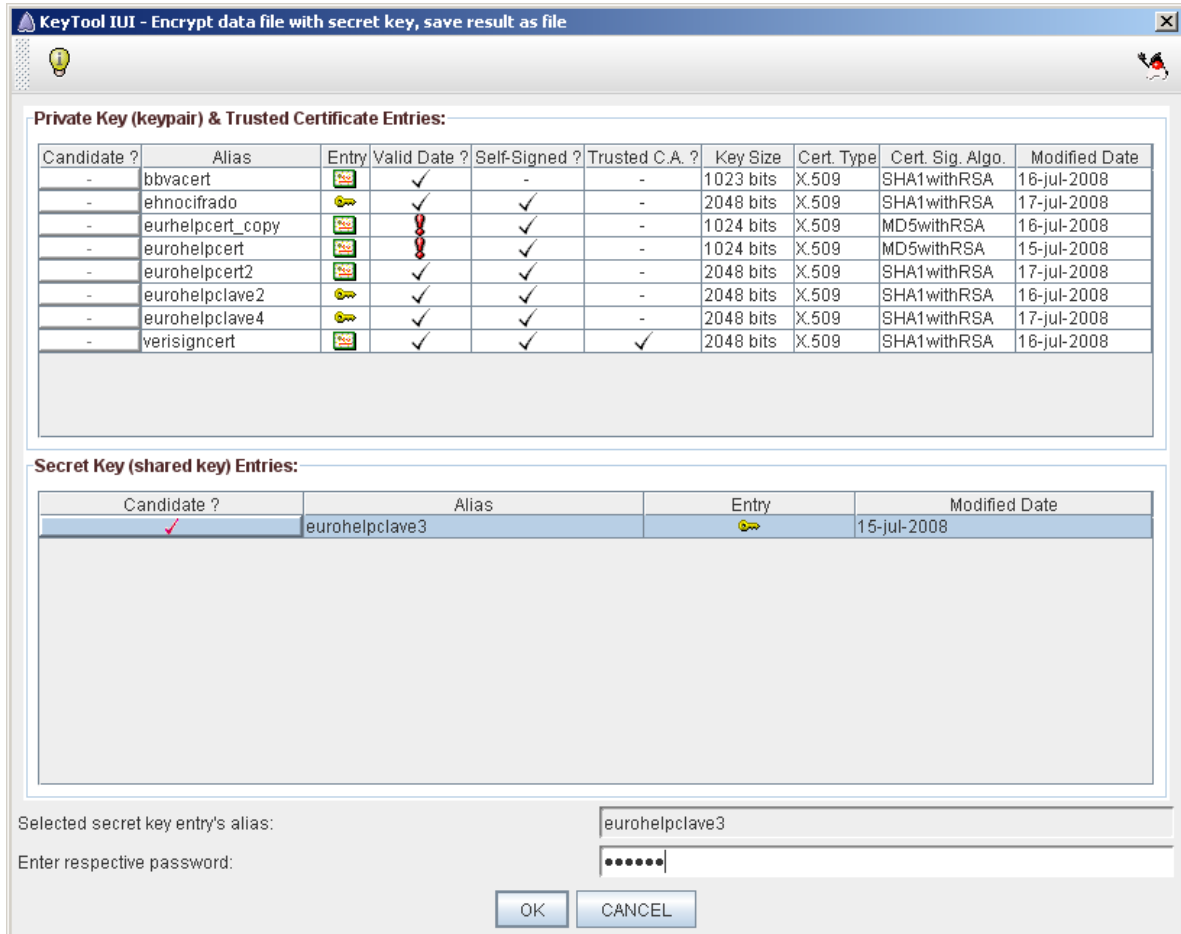 KeyTool IUI - Encrypt data file with secret key, save result as file
Private Key (keypair) & Trusted Certificate Entries:
Candidate ? Alias Entry Valid Date ? Self-Signed ? Trusted C.A. ? Key Size Cert. Type Cert. Sig. Algo. Modified Date
- bbvacert - - 1023 bits X.509 SHA1withRSA 16-jul-2008
- ehnocifrado - 2048 bits X.509 SHA1withRSA 17-jul-2008
- eurhelpcert_copy - 1024 bits X.509 MD5withRSA 16-jul-2008
- eurohelpcert - 1024 bits X.509 MD5withRSA 15-jul-2008
- eurohelpcert2 - 2048 bits X.509 SHA1withRSA 17-jul-2008
- eurohelpclave2 - 2048 bits X.509 SHA1withRSA 16-jul-2008
- eurohelpclave4 - 2048 bits X.509 SHA1withRSA 17-jul-2008
- verisigncert 2048 bits X.509 SHA1withRSA 16-jul-2008
Secret Key (shared key) Entries:
Candidate ? Alias Entry Modified Date
eurohelpclave3 15-jul-2008
Selected secret key entry's alias: eurohelpclave3
Enter respective password: ••••••
OK CANCEL